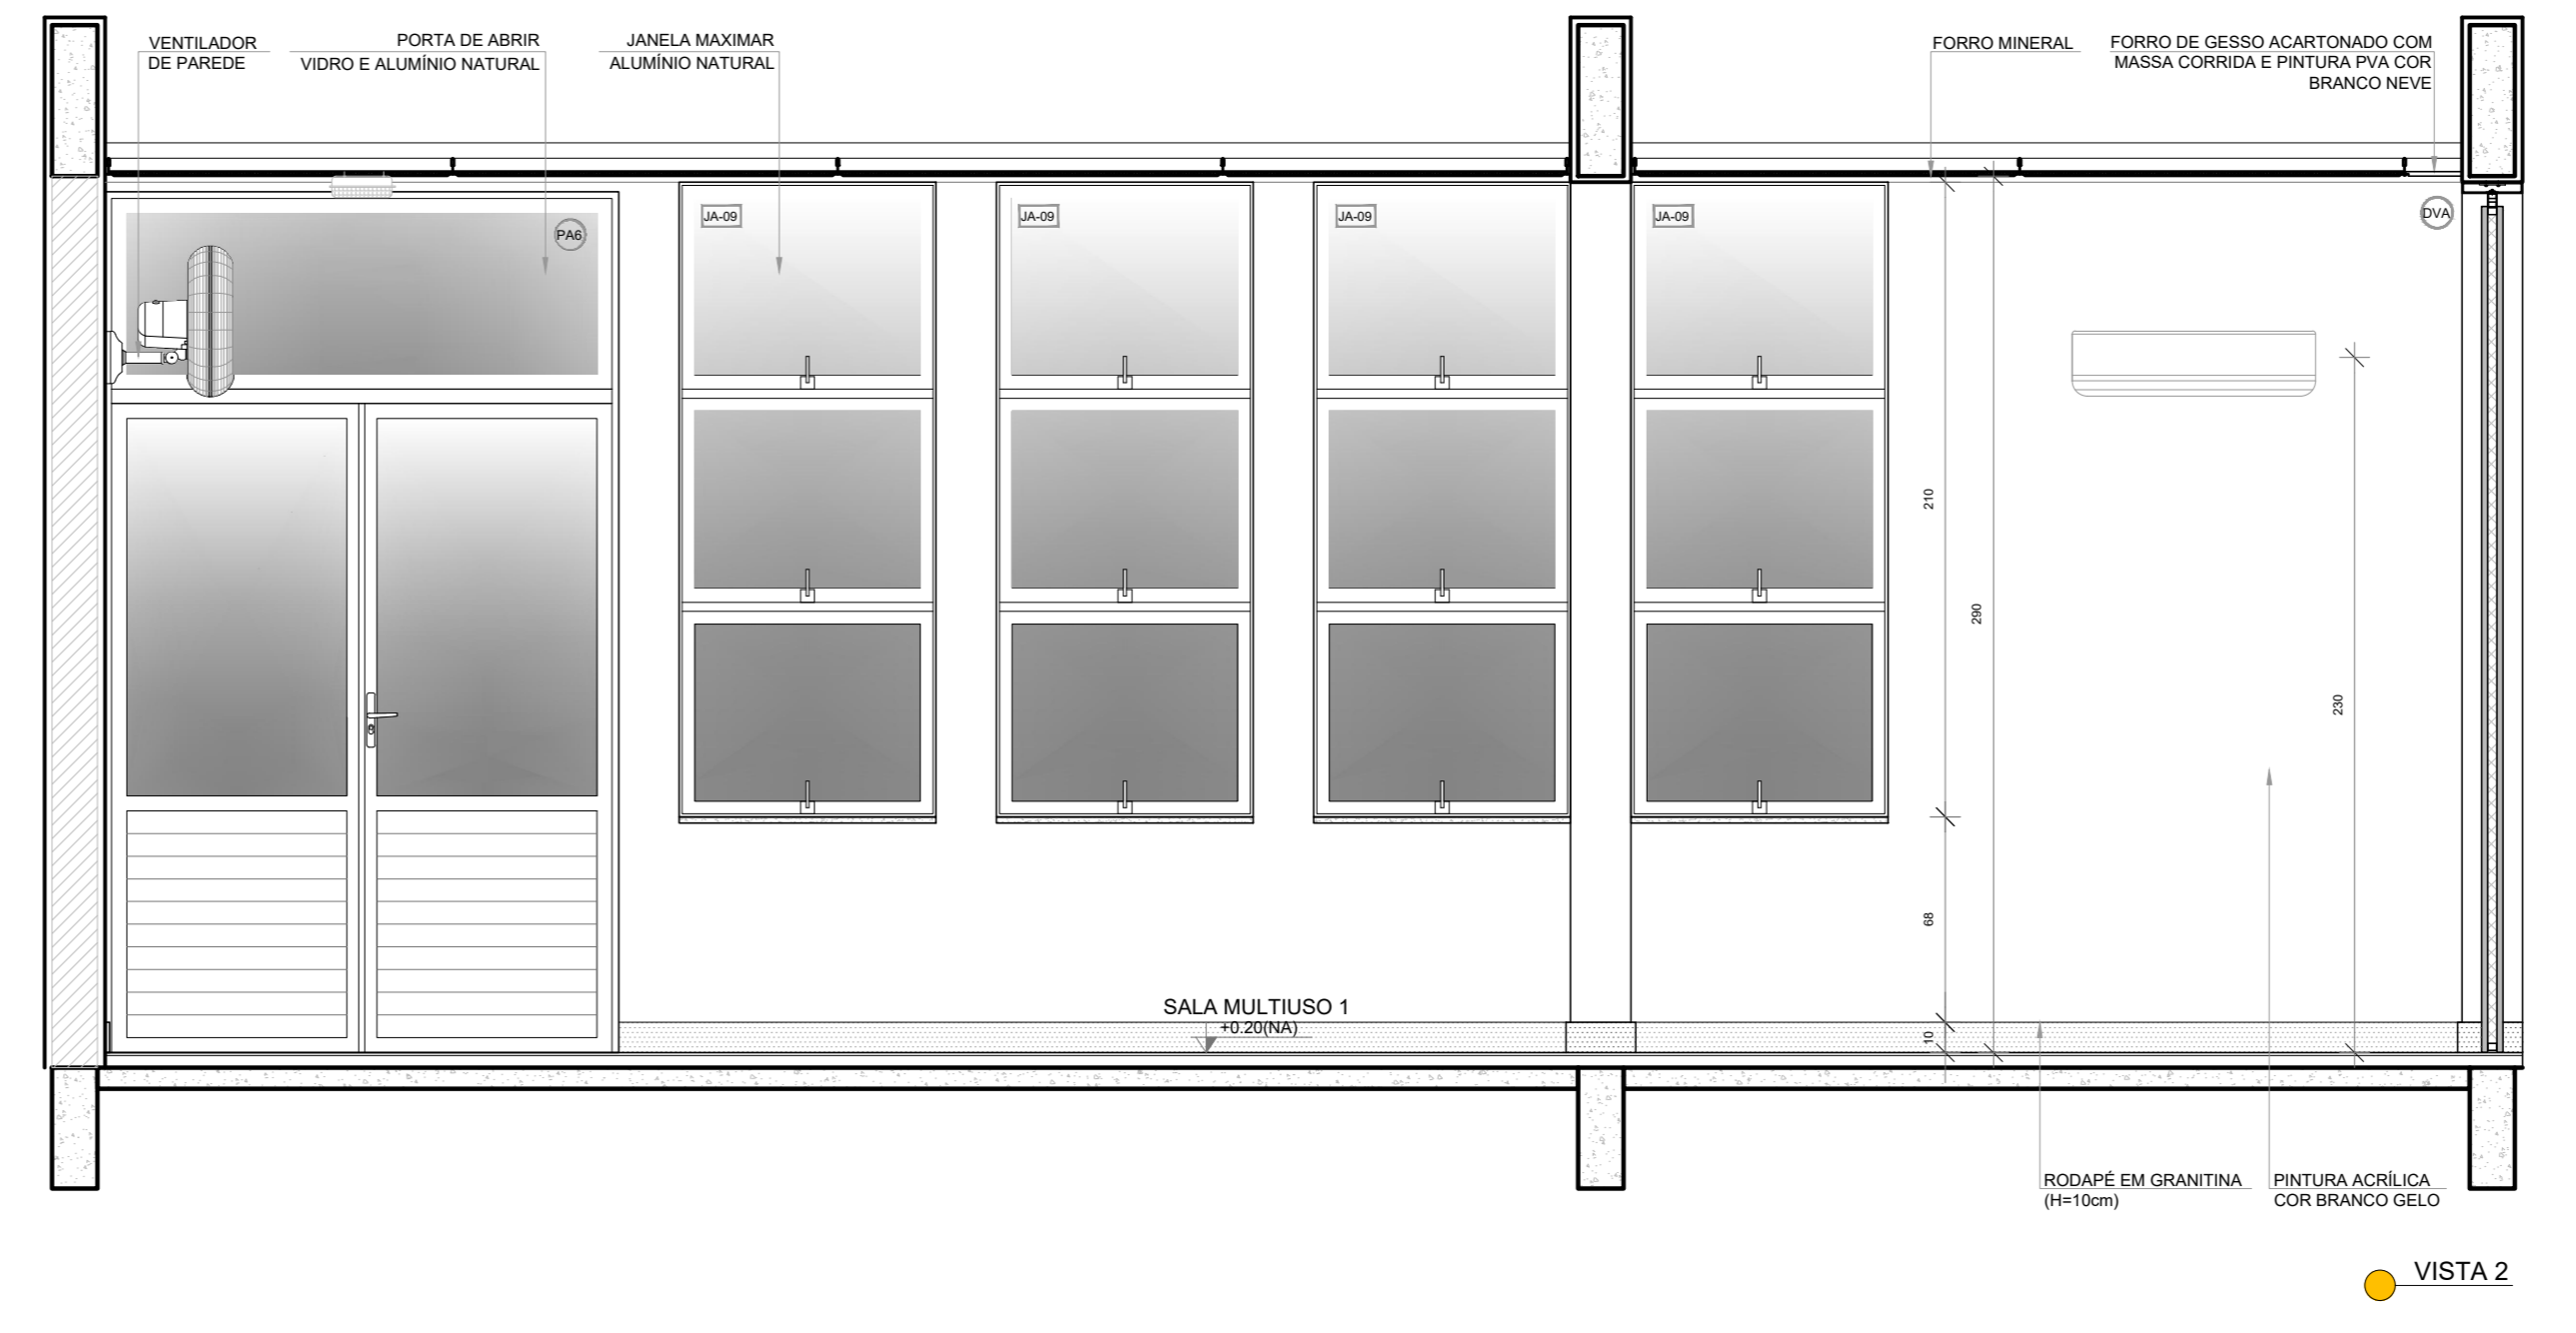 VENTILADOR
DE PAREDE
PORTA DE ABRIR
VIDRO E ALUMÍNIO NATURAL
JANELA MAXIMAR
ALUMÍNIO NATURAL
FORRO MINERAL
FORRO DE GESSO ACARTONADO COM
MASSA CORRIDA E PINTURA PVA COR
BRANCO NEVE
PA6
JA-09
JA-09
JA-09
JA-09
DVA
210
290
230
68
10
SALA MULTIUSO 1
+0.20(NA)
RODAPÉ EM GRANITINA
(H=10cm)
PINTURA ACRÍLICA
COR BRANCO GELO
VISTA 2